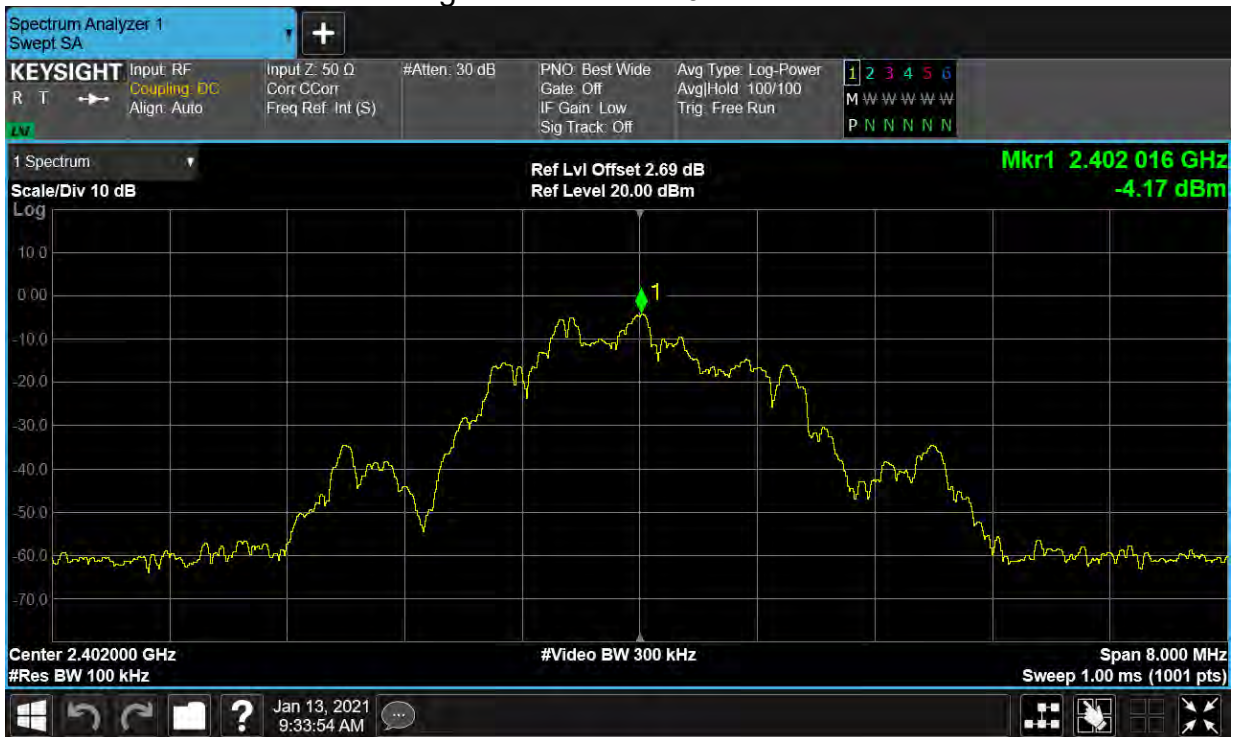 Spectrum Analyzer 1
Swept SA
+
KEYSIGHT
R T
LXI
Input: RF
Coupling: DC
Align: Auto
Input Z: 50 Ω
Corr CCorr
Freq Ref: Int (S)
#Atten: 30 dB
PNO: Best Wide
Gate: Off
IF Gain: Low
Sig Track: Off
Avg Type: Log-Power
Avg|Hold: 100/100
Trig: Free Run
1 2 3 4 5 6
M W W W W W
P N N N N N
1 Spectrum
Scale/Div 10 dB
Ref Lvl Offset 2.69 dB
Ref Level 20.00 dBm
Mkr1 2.402 016 GHz
-4.17 dBm
Log
10.0
0.00
-10.0
-20.0
-30.0
-40.0
-50.0
-60.0
-70.0
1
Center 2.402000 GHz
#Res BW 100 kHz
#Video BW 300 kHz
Span 8.000 MHz
Sweep 1.00 ms (1001 pts)
?
Jan 13, 2021
9:33:54 AM